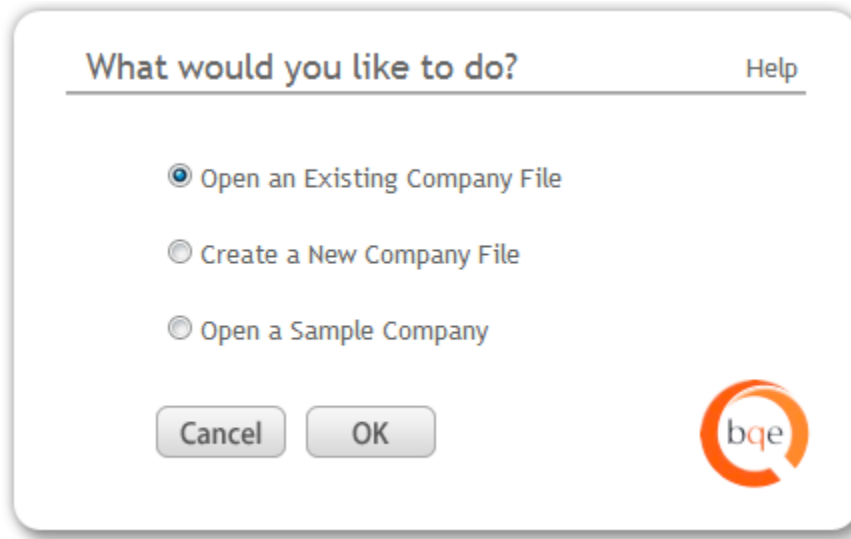 What would you like to do?
Help
Open an Existing Company File
Create a New Company File
Open a Sample Company
Cancel
OK
bqe